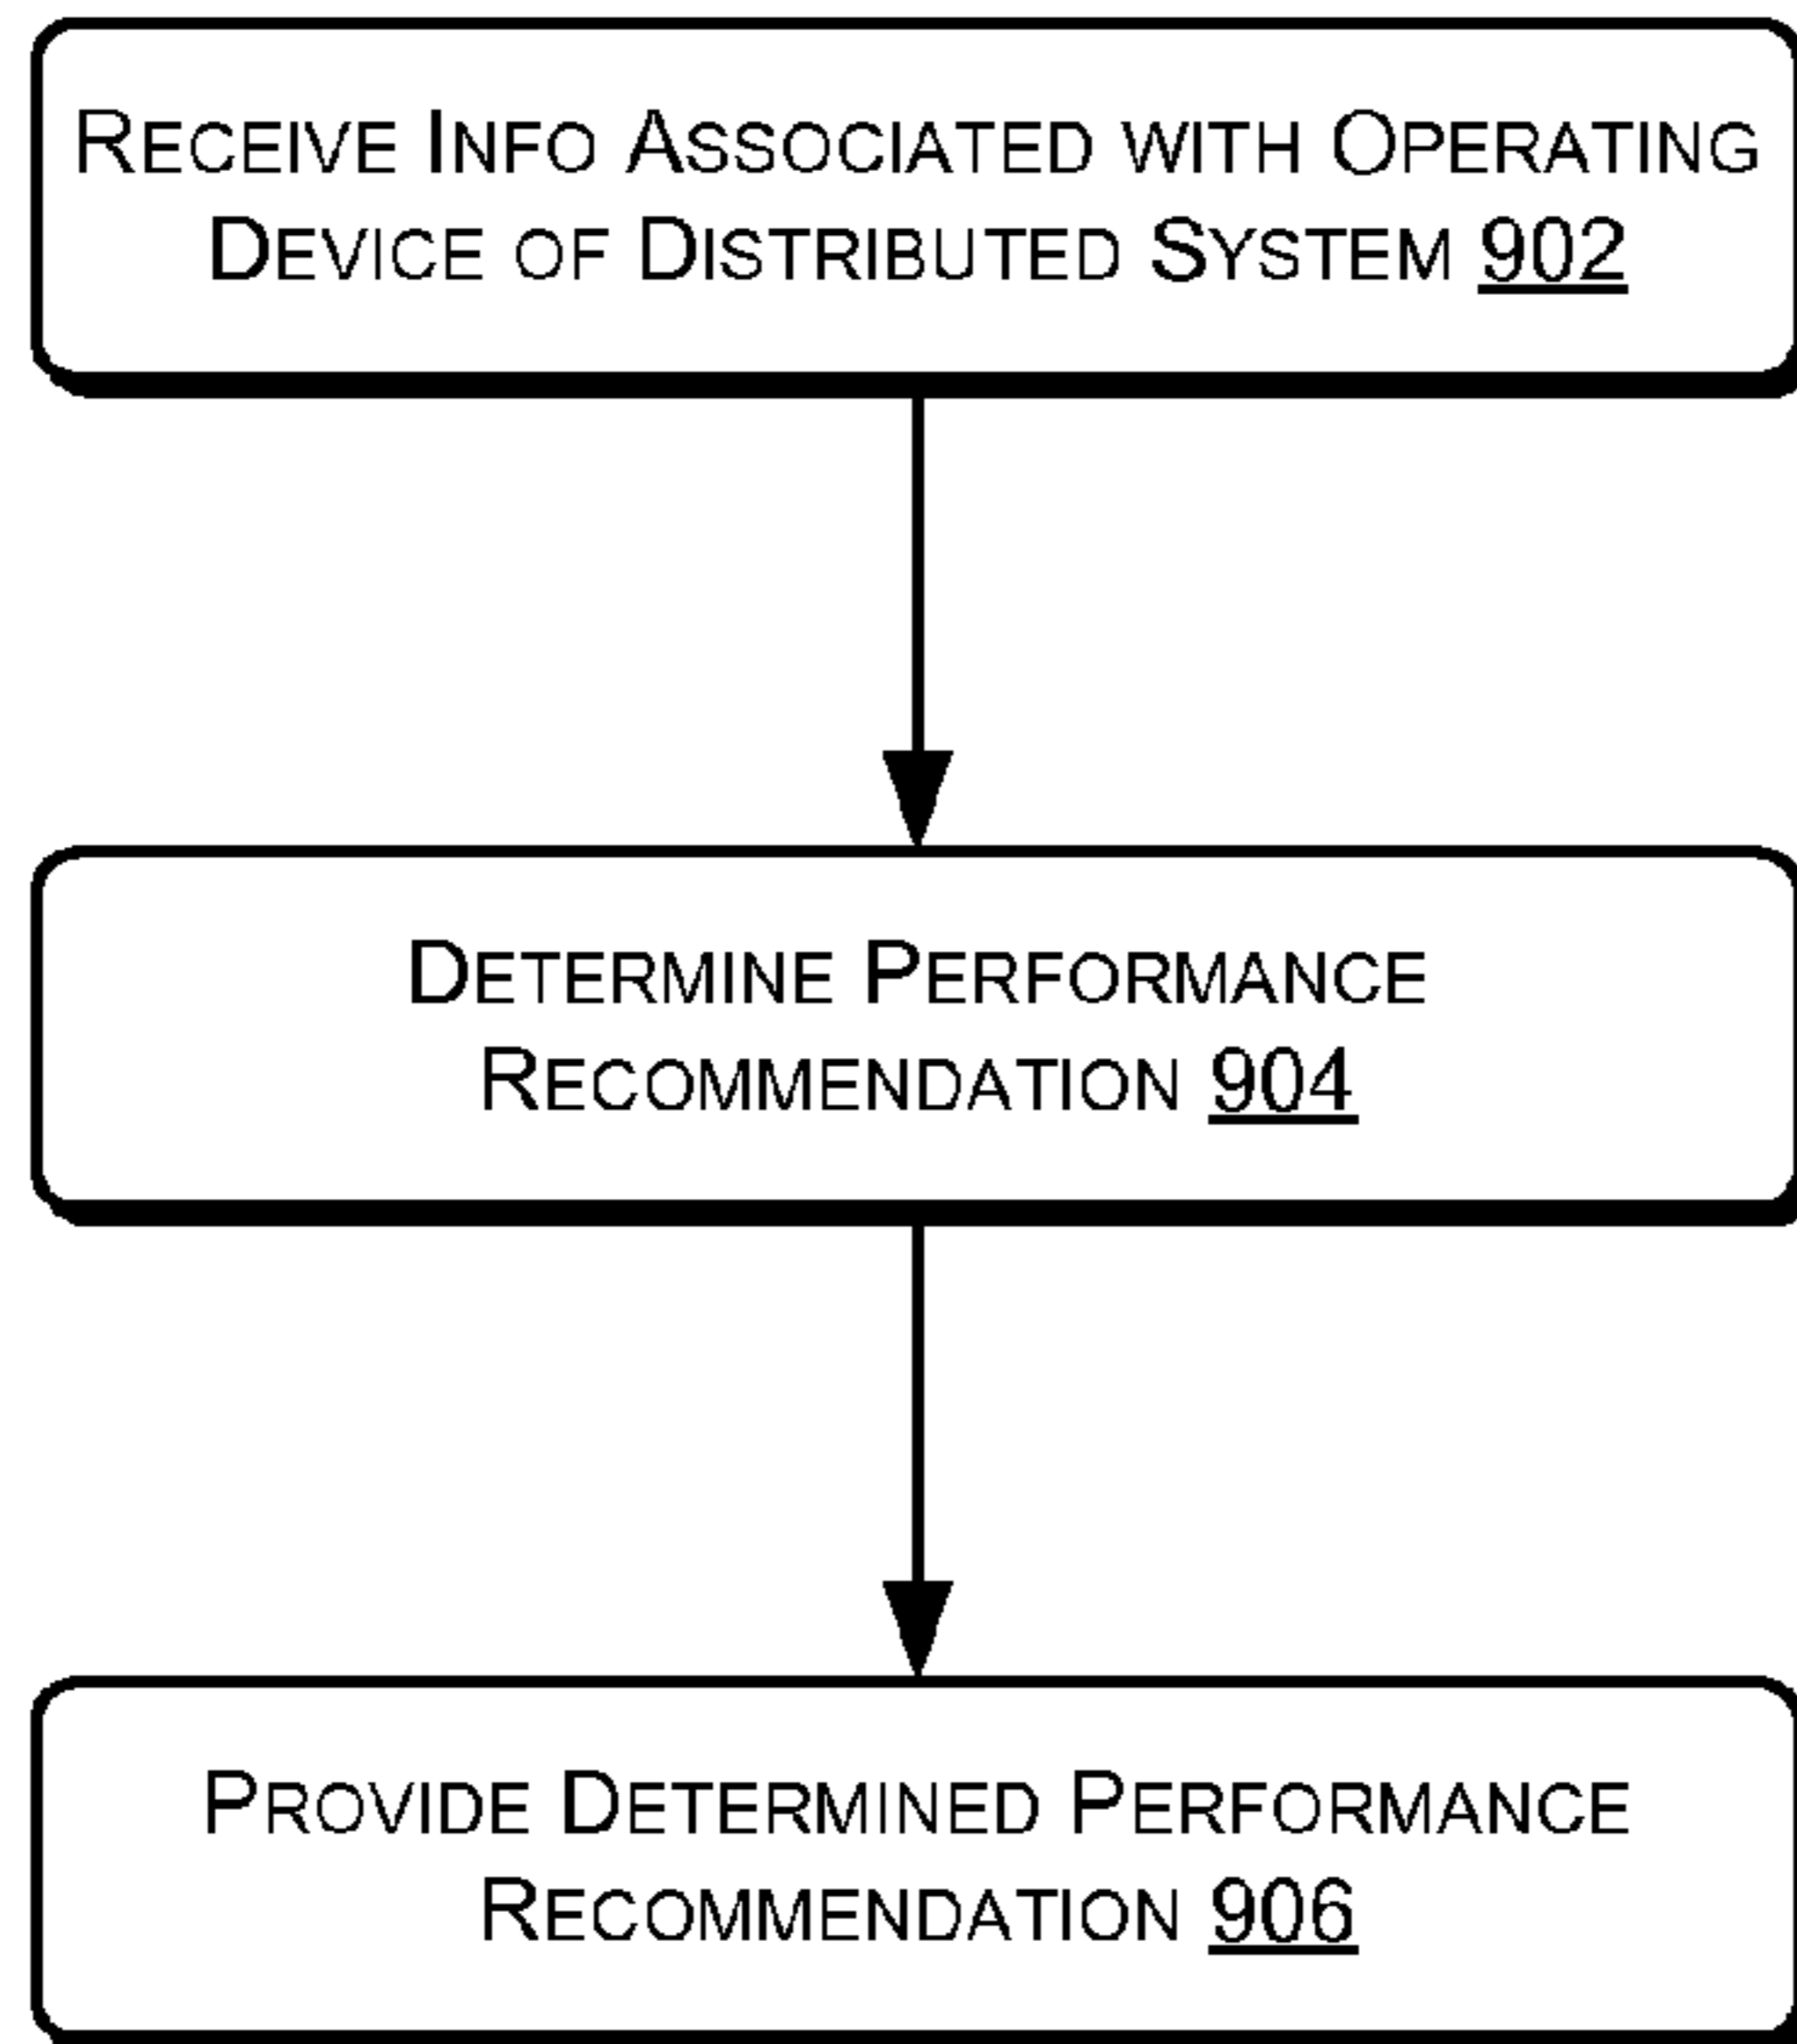 Receive Info Associated with Operating
Device of Distributed System 902
Determine Performance
Recommendation 904
Provide Determined Performance
Recommendation 906